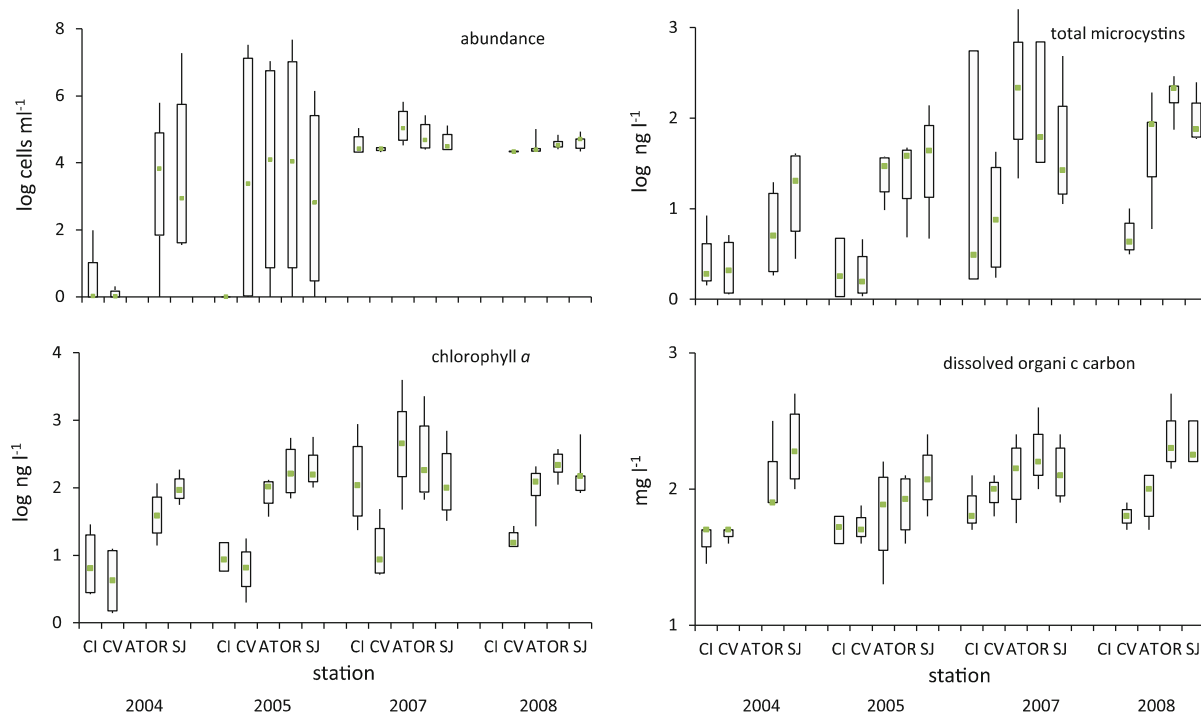 abundance
8
6
4
2
0
log cells ml-1
total microcystins
3
2
1
0
log ng l-1
chlorophyll a
4
3
2
1
0
log ng l-1
CI CV AT OR SJ CI CV AT OR SJ CI CV AT OR SJ CI CV AT OR SJ
station
2004 2005 2007 2008
dissolved organi c carbon
3
2
1
mg l-1
CI CV AT OR SJ CI CV AT OR SJ CI CV AT OR SJ CI CV AT OR SJ
station
2004 2005 2007 2008